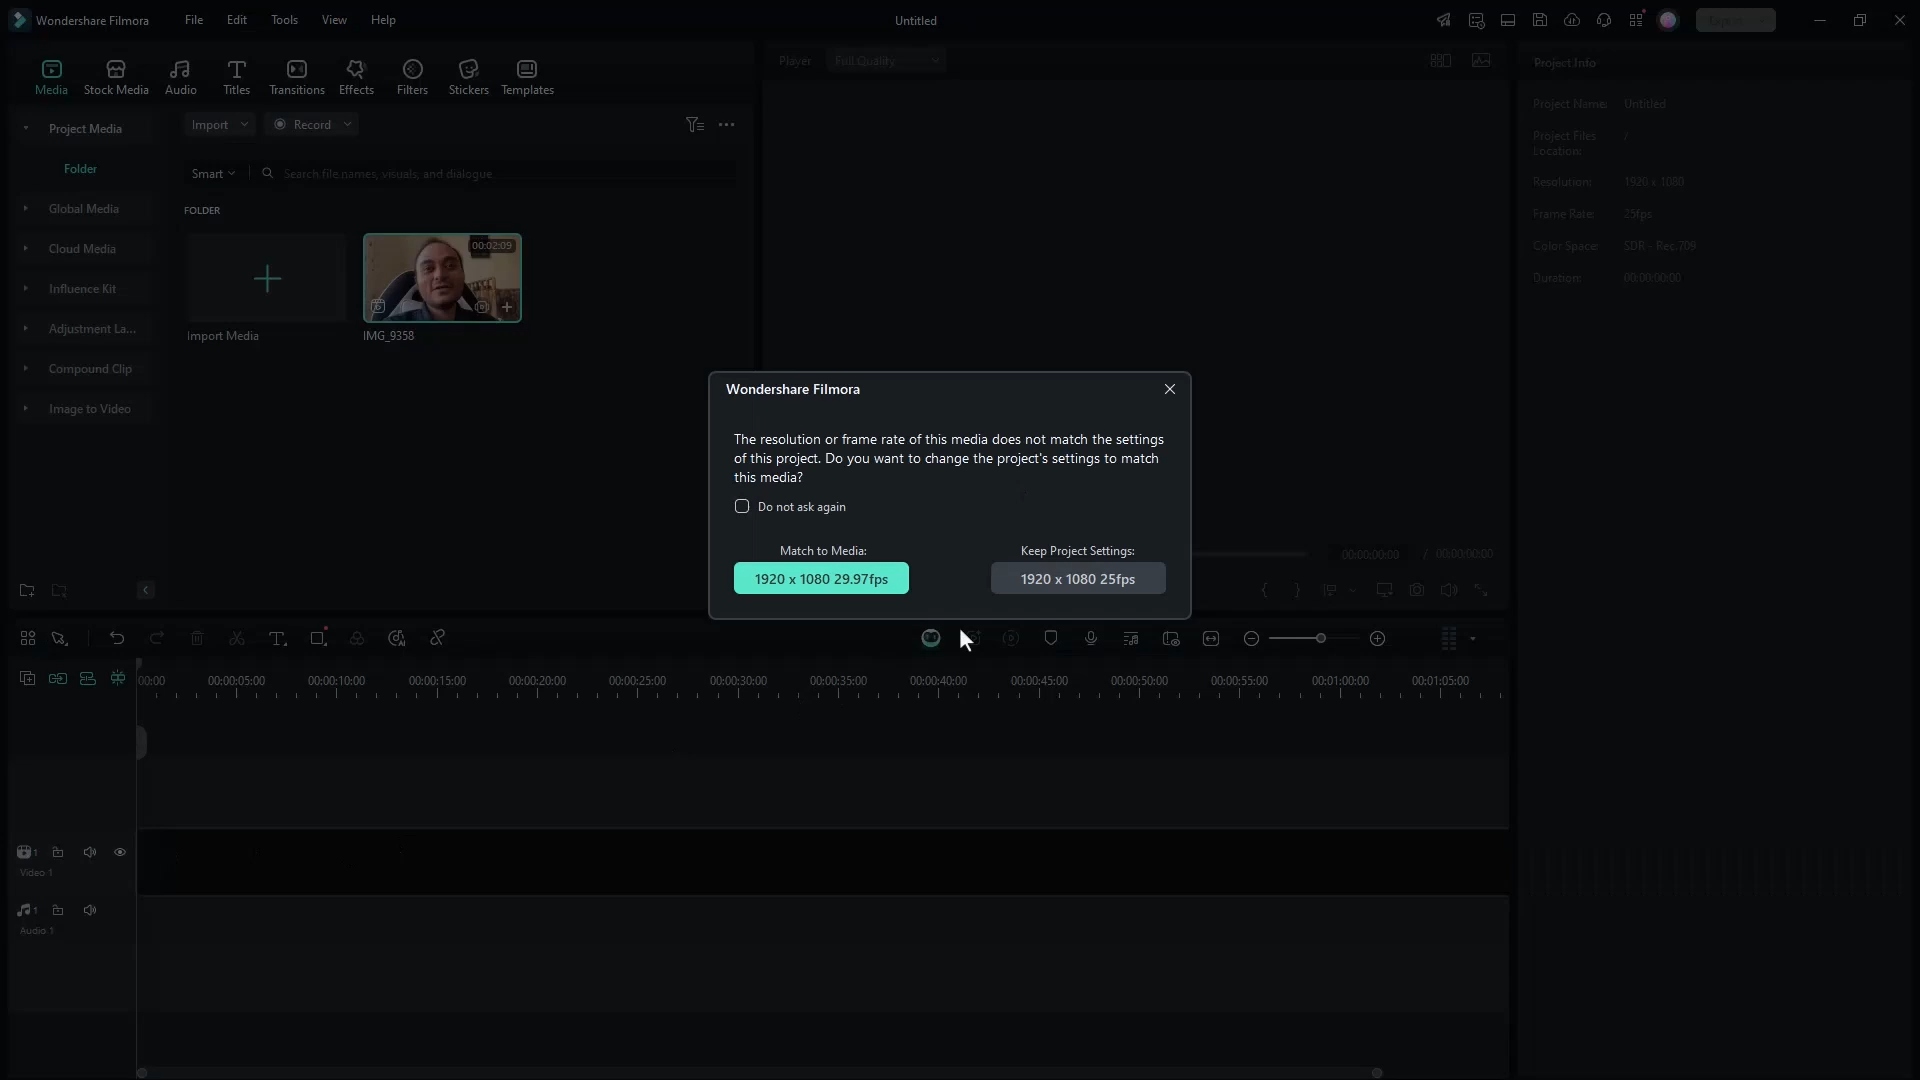 Wondershare Filmora
File
Edit
Tools
View
Help
Untitled
Export
Media
Stock Media
Audio
Titles
Transitions
Effects
Filters
Stickers
Templates
Player
Full Quality
Project Info
Project Media
Import
Record
Project Name:
Untitled
Project Files Location:
/
Folder
Smart
Search file names, visuals, and dialogue
Resolution:
1920 x 1080
Global Media
FOLDER
Frame Rate:
25fps
Cloud Media
00:02:09
Color Space:
SDR - Rec.709
Influence Kit
Duration:
00:00:00:00
Adjustment La...
Import Media
IMG_9358
Compound Clip
Image to Video
Wondershare Filmora
The resolution or frame rate of this media does not match the settings
of this project. Do you want to change the project's settings to match
this media?
Do not ask again
Match to Media:
Keep Project Settings:
1920 x 1080 29.97fps
1920 x 1080 25fps
00:00:00:00
/ 00:00:00:00
00:00
00:00:05:00
00:00:10:00
00:00:15:00
00:00:20:00
00:00:25:00
00:00:30:00
00:00:35:00
00:00:40:00
00:00:45:00
00:00:50:00
00:00:55:00
00:01:00:00
00:01:05:00
1
Video 1
1
Audio 1